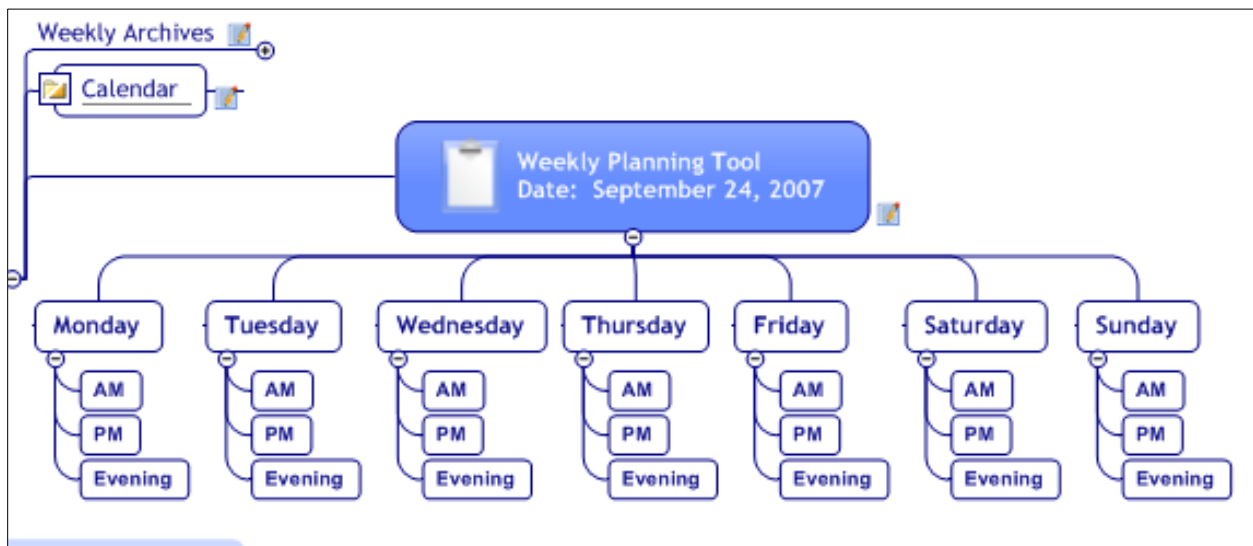 Weekly Archives
Calendar
Weekly Planning Tool
Date: September 24, 2007
Monday Tuesday Wednesday Thursday Friday Saturday Sunday
AM AM AM AM AM AM AM
PM PM PM PM PM PM PM
Evening Evening Evening Evening Evening Evening Evening